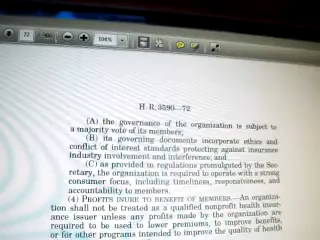 72
104%
H. R. 3590—72
(A) the governance of the organization is subject to
a majority vote of its members;
(B) its governing documents incorporate ethics and
conflict of interest standards protecting against insurance
industry involvement and interference; and
(C) as provided in regulations promulgated by the Sec-
retary, the organization is required to operate with a strong
consumer focus, including timeliness, responsiveness, and
accountability to members.
(4) PROFITS INURE TO BENEFIT OF MEMBERS.—An organiza-
tion shall not be treated as a qualified nonprofit health insur-
ance issuer unless any profits made by the organization are
required to be used to lower premiums, to improve benefits,
or for other programs intended to improve the quality of health